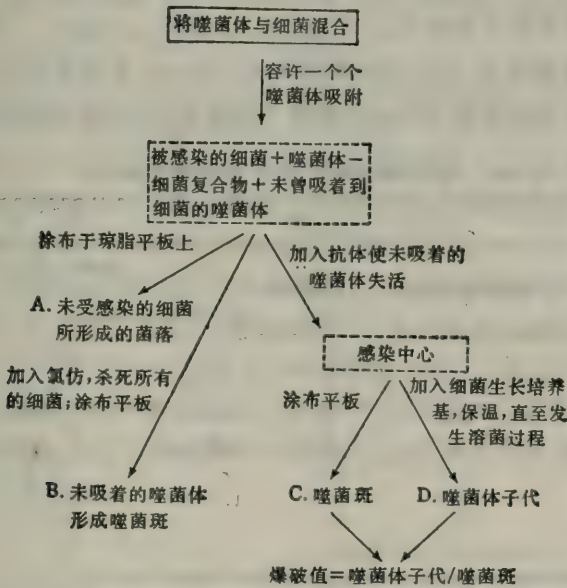 将噬菌体与细菌混合
容许一个个
噬菌体吸附
被感染的细菌+噬菌体-
细菌复合物+未曾吸着到
细菌的噬菌体
涂布于琼脂平板上
加入抗体使未吸着的
噬菌体失活
A. 未受感染的细菌
所形成的菌落
感染中心
加入氯仿,杀死所有
的细菌;涂布平板
涂布平板
加入细菌生长培养
基,保温,直至发
生溶菌过程
B. 未吸着的噬菌体
形成噬菌斑
C. 噬菌斑
D. 噬菌体子代
爆破值=噬菌体子代/噬菌斑